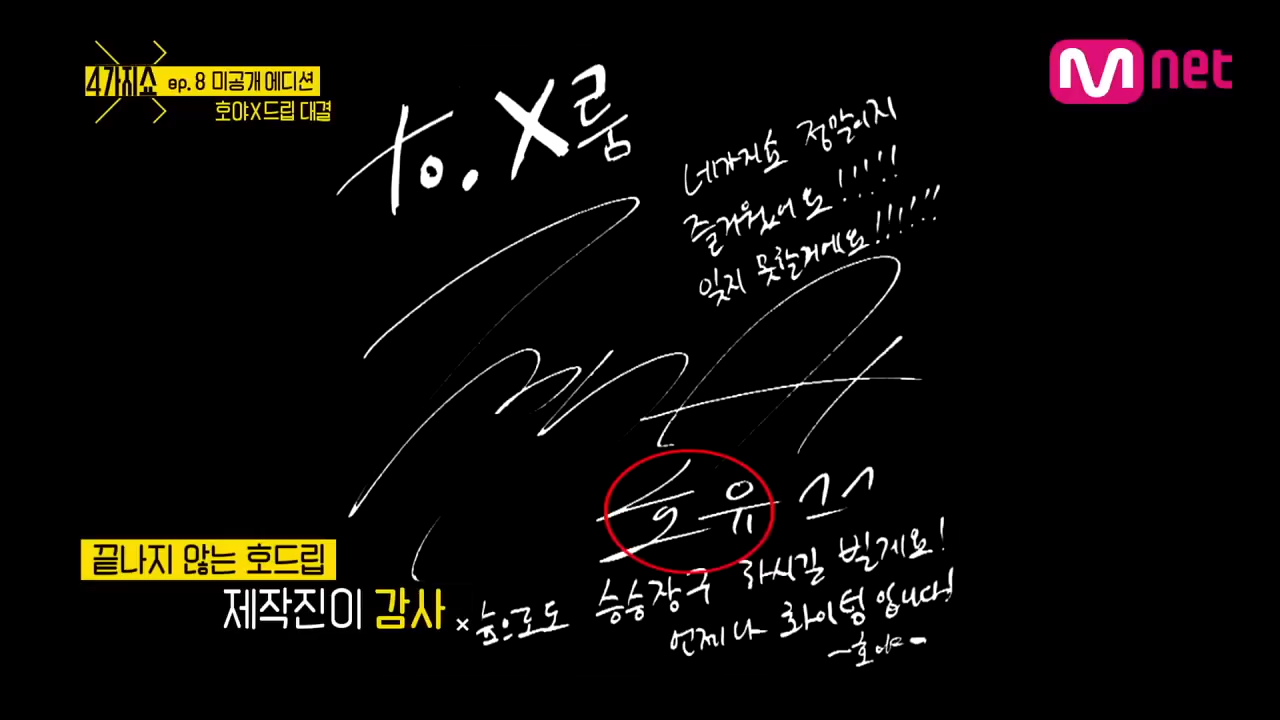 4가지쇼 ep. 8 미공개 에디션
호야X드립 대결
Mnet
to. X룸
네가지쇼 정말이지
즐거웠어요!!!!!
잊지 못할거에요!!!!!!
호유 ^^
끝나지 않는 호드립
제작진이 감사
× 호으로도 승승장구 하시길 빌게요!
언제나 화이텅입니다!
-호야-